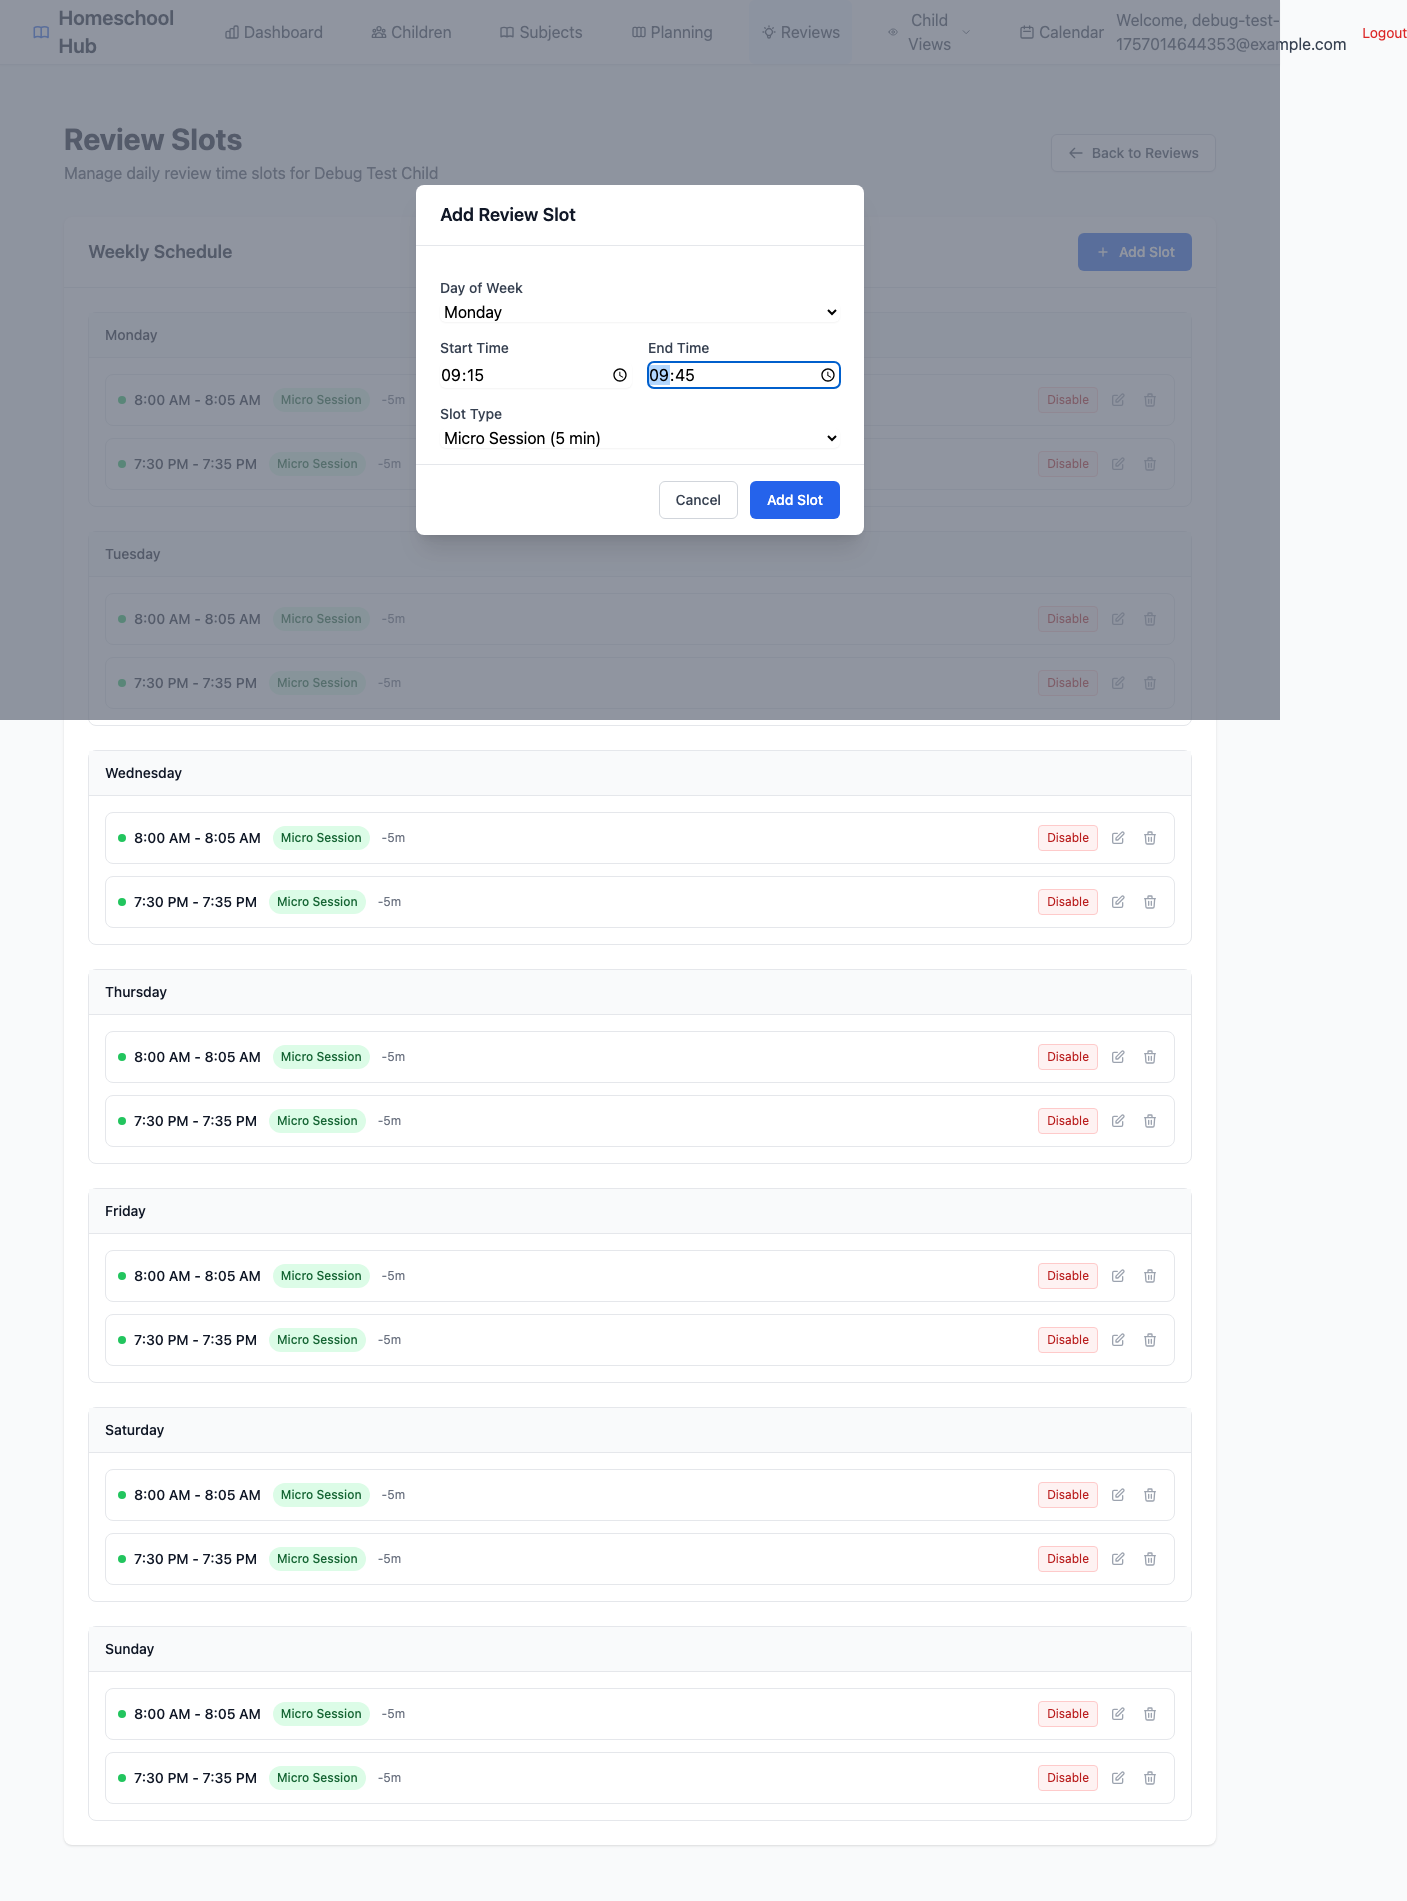 Homeschool Hub
Dashboard
Children
Subjects
Planning
Reviews
Child Views
Calendar
Welcome, debug-test-1757014644353@example.com
Logout
Review Slots
Manage daily review time slots for Debug Test Child
Back to Reviews
Weekly Schedule
Add Slot
Add Review Slot
Day of Week
Monday
Start Time
End Time
09:15
09:45
Slot Type
Micro Session (5 min)
Cancel
Add Slot
Monday
8:00 AM - 8:05 AM Micro Session -5m Disable
7:30 PM - 7:35 PM Micro Session -5m Disable
Tuesday
8:00 AM - 8:05 AM Micro Session -5m Disable
7:30 PM - 7:35 PM Micro Session -5m Disable
Wednesday
8:00 AM - 8:05 AM Micro Session -5m Disable
7:30 PM - 7:35 PM Micro Session -5m Disable
Thursday
8:00 AM - 8:05 AM Micro Session -5m Disable
7:30 PM - 7:35 PM Micro Session -5m Disable
Friday
8:00 AM - 8:05 AM Micro Session -5m Disable
7:30 PM - 7:35 PM Micro Session -5m Disable
Saturday
8:00 AM - 8:05 AM Micro Session -5m Disable
7:30 PM - 7:35 PM Micro Session -5m Disable
Sunday
8:00 AM - 8:05 AM Micro Session -5m Disable
7:30 PM - 7:35 PM Micro Session -5m Disable